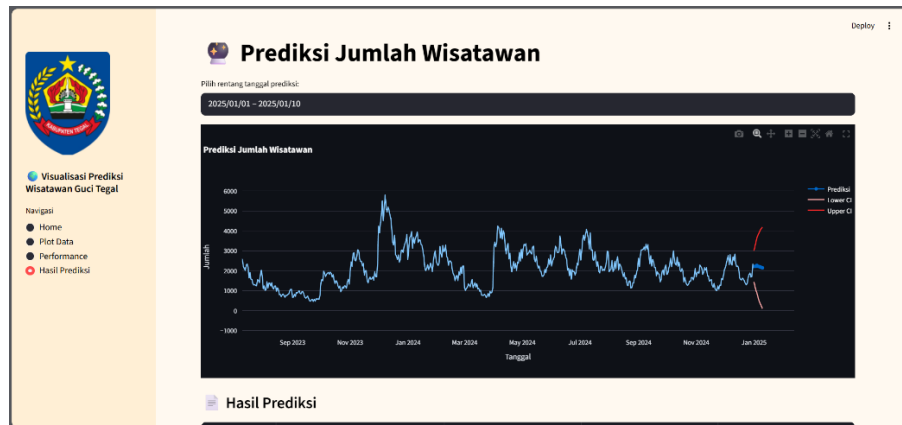 Deploy
KABUPATEN TEGAL
Visualisasi Prediksi
Wisatawan Guci Tegal
Navigasi
Home
Plot Data
Performance
Hasil Prediksi
Prediksi Jumlah Wisatawan
Pilih rentang tanggal prediksi:
2025/01/01 – 2025/01/10
Prediksi Jumlah Wisatawan
Prediksi
Lower CI
Upper CI
Jumlah
6000
5000
4000
3000
2000
1000
0
−1000
Sep 2023
Nov 2023
Jan 2024
Mar 2024
May 2024
Jul 2024
Sep 2024
Nov 2024
Jan 2025
Tanggal
Hasil Prediksi